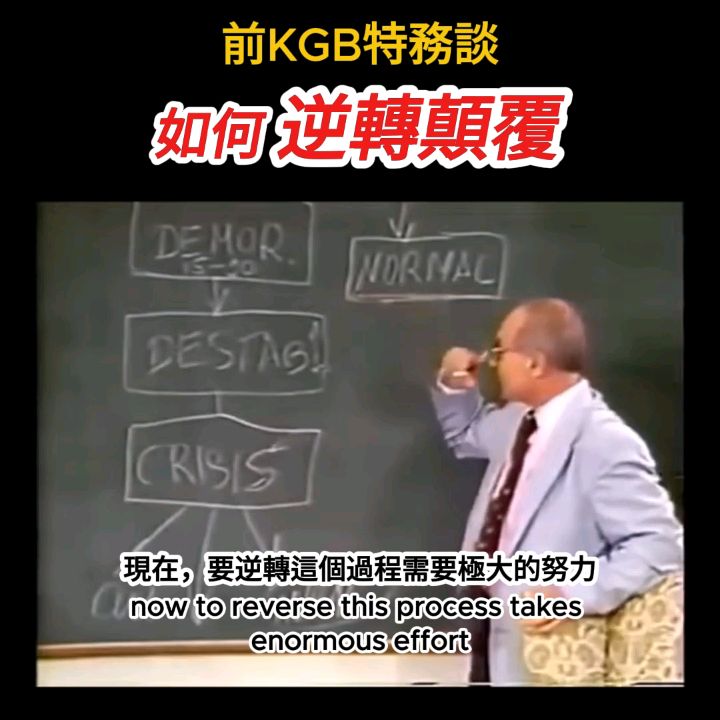 前KGB特務談
如何逆轉顛覆
DEMOR.
15-20
NORMAL
DESTAB!
CRISIS
現在，要逆轉這個過程需要極大的努力
now to reverse this process takes
enormous effort